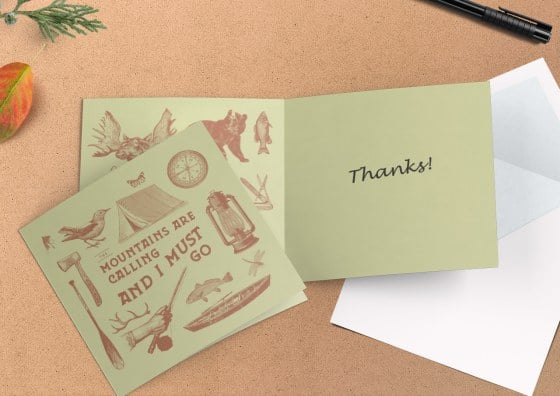 THE
MOUNTAINS ARE
CALLING
AND I MUST
GO
Thanks!